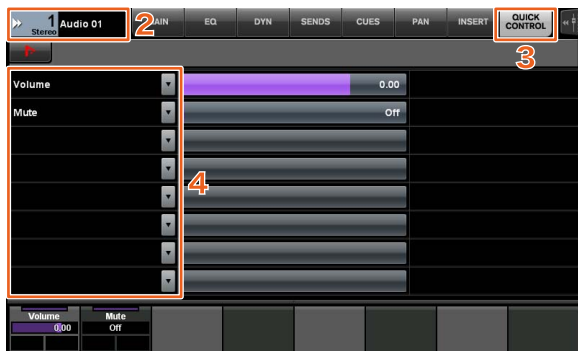 1 Stereo Audio 01 2 AIN EQ DYN SENDS CUES PAN INSERT QUICK CONTROL
3
Volume 0.00
Mute Off
4
Volume Mute
0.00 Off